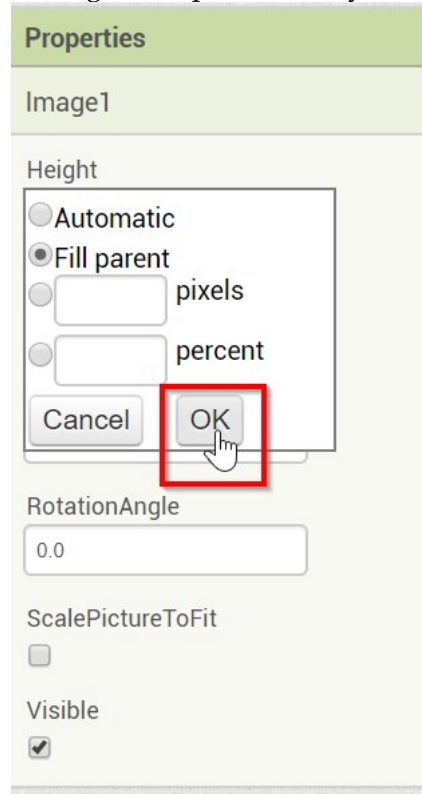 Properties
Image1
Height
Automatic
Fill parent
pixels
percent
Cancel OK
RotationAngle
0.0
ScalePictureToFit
Visible